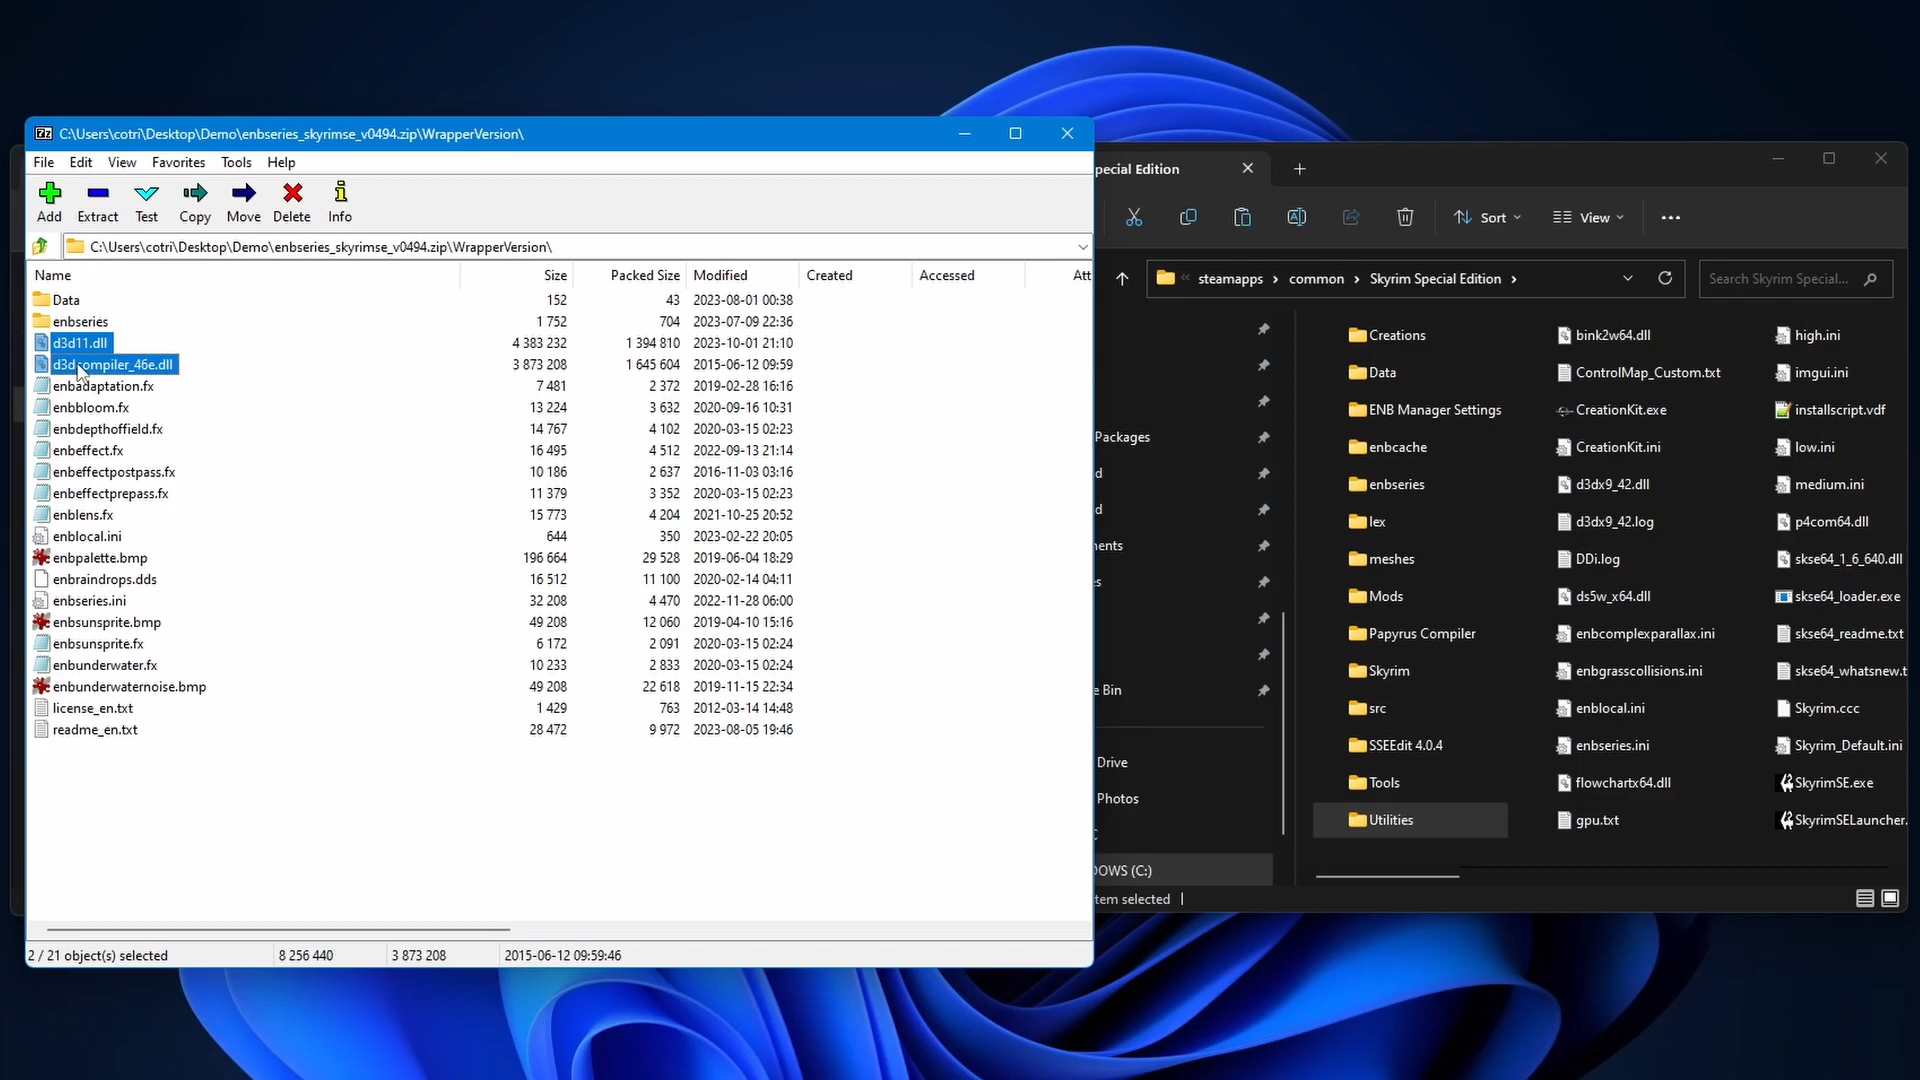 C:\Users\cotri\Desktop\Demo\enbseries_skyrimse_v0494.zip\WrapperVersion\
File Edit View Favorites Tools Help
Add Extract Test Copy Move Delete Info
C:\Users\cotri\Desktop\Demo\enbseries_skyrimse_v0494.zip\WrapperVersion\
Name Size Packed Size Modified Created Accessed Att
Data 152 43 2023-08-01 00:38
enbseries 1 752 704 2023-07-09 22:36
d3d11.dll 4 383 232 1 394 810 2023-10-01 21:10
d3dcompiler_46e.dll 3 873 208 1 645 604 2015-06-12 09:59
enbadaptation.fx 7 481 2 372 2019-02-28 16:16
enbbloom.fx 13 224 3 632 2020-09-16 10:31
enbdepthoffield.fx 14 767 4 102 2020-03-15 02:23
enbeffect.fx 16 495 4 512 2022-09-13 21:14
enbeffectpostpass.fx 10 186 2 637 2016-11-03 03:16
enbeffectprepass.fx 11 379 3 352 2020-03-15 02:23
enblens.fx 15 773 4 204 2021-10-25 20:52
enblocal.ini 644 350 2023-02-22 20:05
enbpalette.bmp 196 664 29 528 2019-06-04 18:29
enbraindrops.dds 16 512 11 100 2020-02-14 04:11
enbseries.ini 32 208 4 470 2022-11-28 06:00
enbsunsprite.bmp 49 208 12 060 2019-04-10 15:16
enbsunsprite.fx 6 172 2 091 2020-03-15 02:24
enbunderwater.fx 10 233 2 833 2020-03-15 02:24
enbunderwaternoise.bmp 49 208 22 618 2019-11-15 22:34
license_en.txt 1 429 763 2012-03-14 14:48
readme_en.txt 28 472 9 972 2023-08-05 19:46
2 / 21 object(s) selected 8 256 440 3 873 208 2015-06-12 09:59:46
pecial Edition
Sort View
steamapps common Skyrim Special Edition Search Skyrim Special...
Packages
d
d
ents
s
e Bin
Drive
Photos
OWS (C:)
tem selected
Creations bink2w64.dll high.ini
Data ControlMap_Custom.txt imgui.ini
ENB Manager Settings CreationKit.exe installscript.vdf
enbcache CreationKit.ini low.ini
enbseries d3dx9_42.dll medium.ini
lex d3dx9_42.log p4com64.dll
meshes DDi.log skse64_1_6_640.dll
Mods ds5w_x64.dll skse64_loader.exe
Papyrus Compiler enbcomplexparallax.ini skse64_readme.txt
Skyrim enbgrasscollisions.ini skse64_whatsnew.t
src enblocal.ini Skyrim.ccc
SSEEdit 4.0.4 enbseries.ini Skyrim_Default.ini
Tools flowchartx64.dll SkyrimSE.exe
Utilities gpu.txt SkyrimSELauncher.